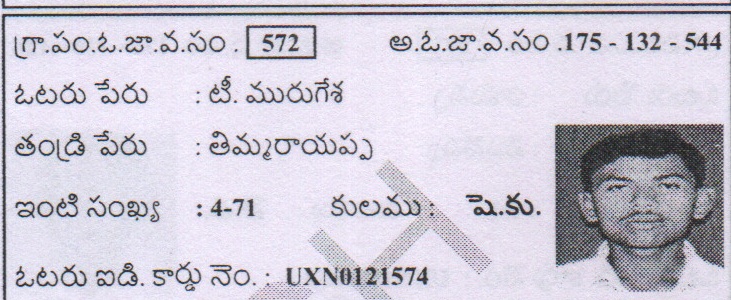 గ్రా.పం.ఓ.జా.వ.సం. 572 అ.ఓ.జా.వ.సం .175 - 132 - 544
ఓటరు పేరు : టి. మురుగేశ
తండ్రి పేరు : తిమ్మరాయప్ప
ఇంటి సంఖ్య : 4-71 కులము : షె.కు.
ఓటరు ఐడి. కార్డు నెం. : UXN0121574